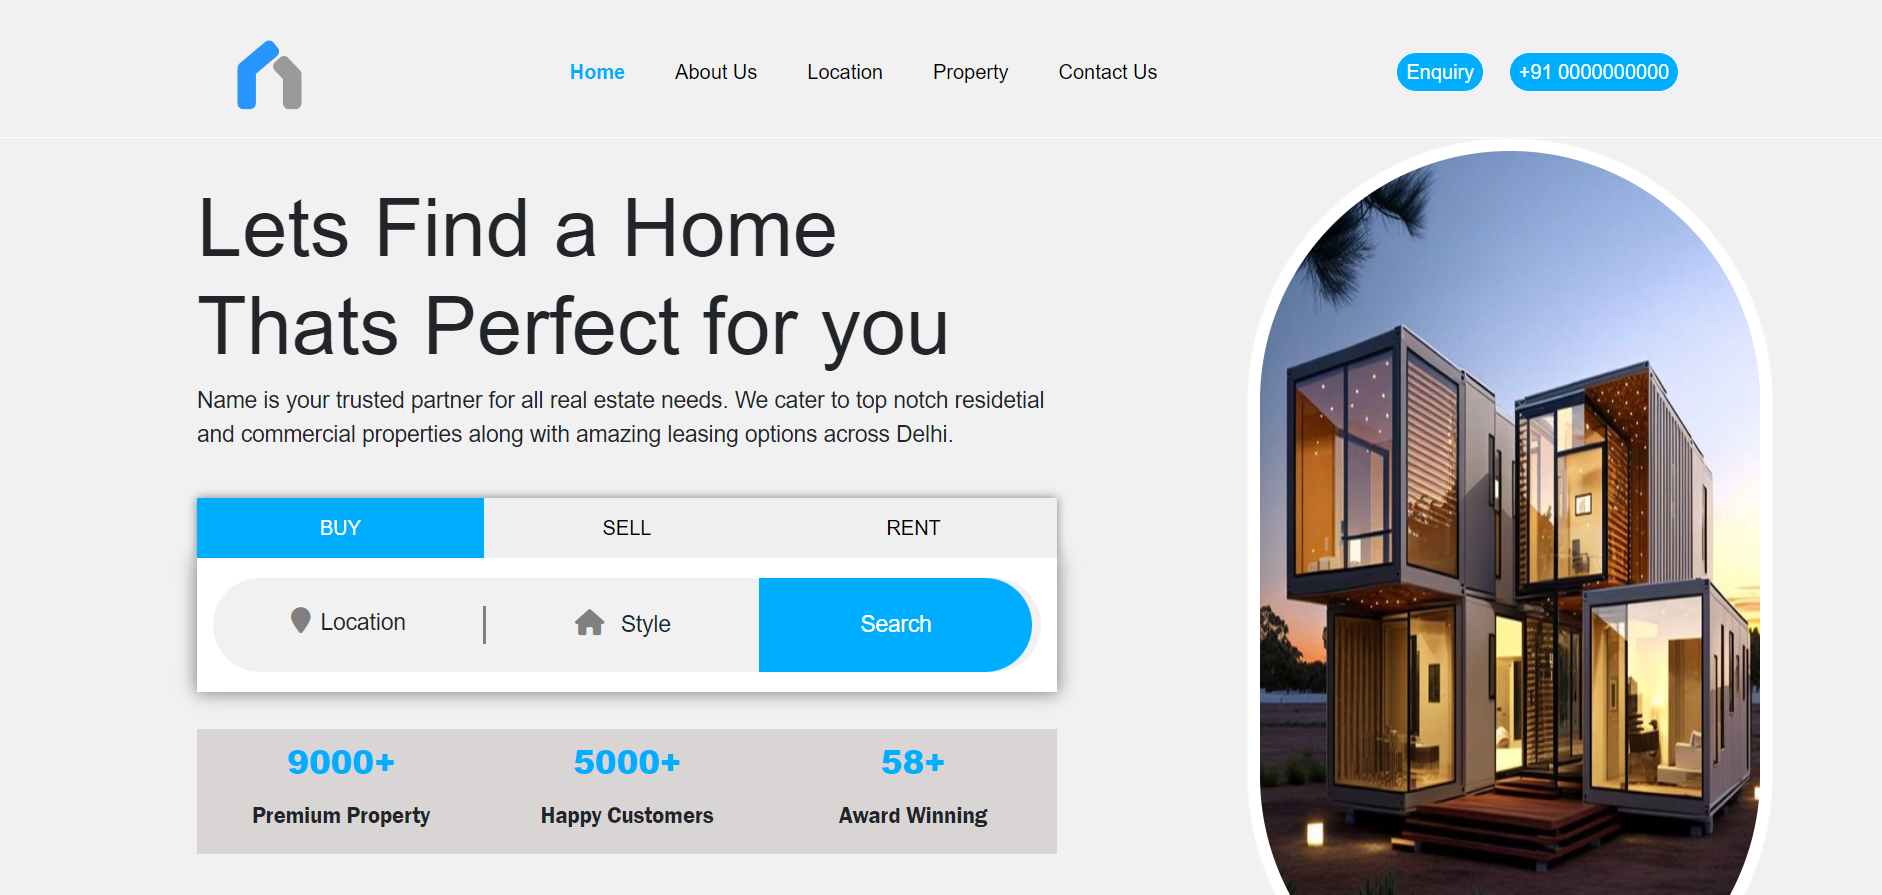 Home About Us Location Property Contact Us Enquiry +91 0000000000
Lets Find a Home
Thats Perfect for you
Name is your trusted partner for all real estate needs. We cater to top notch residetial
and commercial properties along with amazing leasing options across Delhi.
BUY SELL RENT
Location Style Search
9000+ 5000+ 58+
Premium Property Happy Customers Award Winning